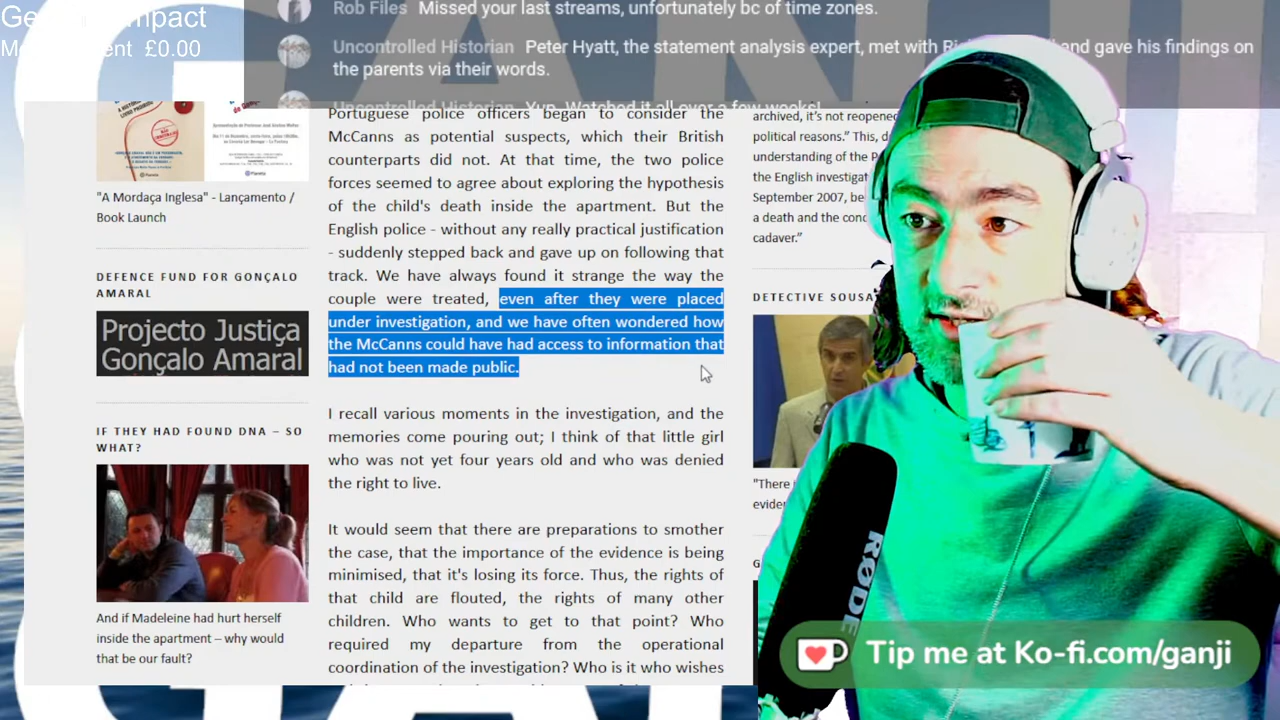 Rob Files Missed your last streams, unfortunately bc of time zones.
Uncontrolled Historian Peter Hyatt, the statement analysis expert, met with and gave his findings on
the parents via their words.
Uncontrolled Historian Yup. Watched it all over a few weeks!
£0.00
"A Mordaça Inglesa" - Lançamento /
Book Launch
DEFENCE FUND FOR GONÇALO
AMARAL
Projecto Justiça
Gonçalo Amaral
IF THEY HAD FOUND DNA – SO
WHAT?
And if Madeleine had hurt herself
inside the apartment – why would
that be our fault?
Portuguese police officers began to consider the
McCanns as potential suspects, which their British
counterparts did not. At that time, the two police
forces seemed to agree about exploring the hypothesis
of the child's death inside the apartment. But the
English police - without any really practical justification
- suddenly stepped back and gave up on following that
track. We have always found it strange the way the
couple were treated, even after they were placed
under investigation, and we have often wondered how
the McCanns could have had access to information that
had not been made public.
I recall various moments in the investigation, and the
memories come pouring out; I think of that little girl
who was not yet four years old and who was denied
the right to live.
It would seem that there are preparations to smother
the case, that the importance of the evidence is being
minimised, that it's losing its force. Thus, the rights of
that child are flouted, the rights of many other
children. Who wants to get to that point? Who
required my departure from the operational
coordination of the investigation? Who is it who wishes
archived, it's not reopened
political reasons." This,
understanding of the
the English
September 2007,
a death and the
cadaver."
DETECTIVE SOUSA
"There
RØDE
Tip me at Ko-fi.com/ganji